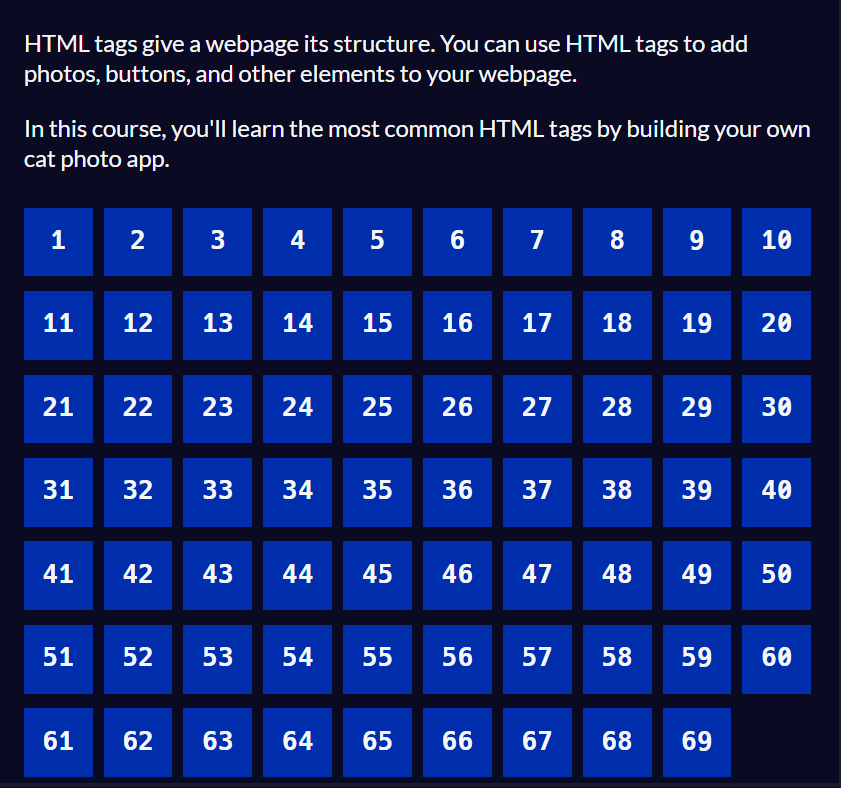 HTML tags give a webpage its structure. You can use HTML tags to add
photos, buttons, and other elements to your webpage.
In this course, you'll learn the most common HTML tags by building your own
cat photo app.
1 2 3 4 5 6 7 8 9 10
11 12 13 14 15 16 17 18 19 20
21 22 23 24 25 26 27 28 29 30
31 32 33 34 35 36 37 38 39 40
41 42 43 44 45 46 47 48 49 50
51 52 53 54 55 56 57 58 59 60
61 62 63 64 65 66 67 68 69